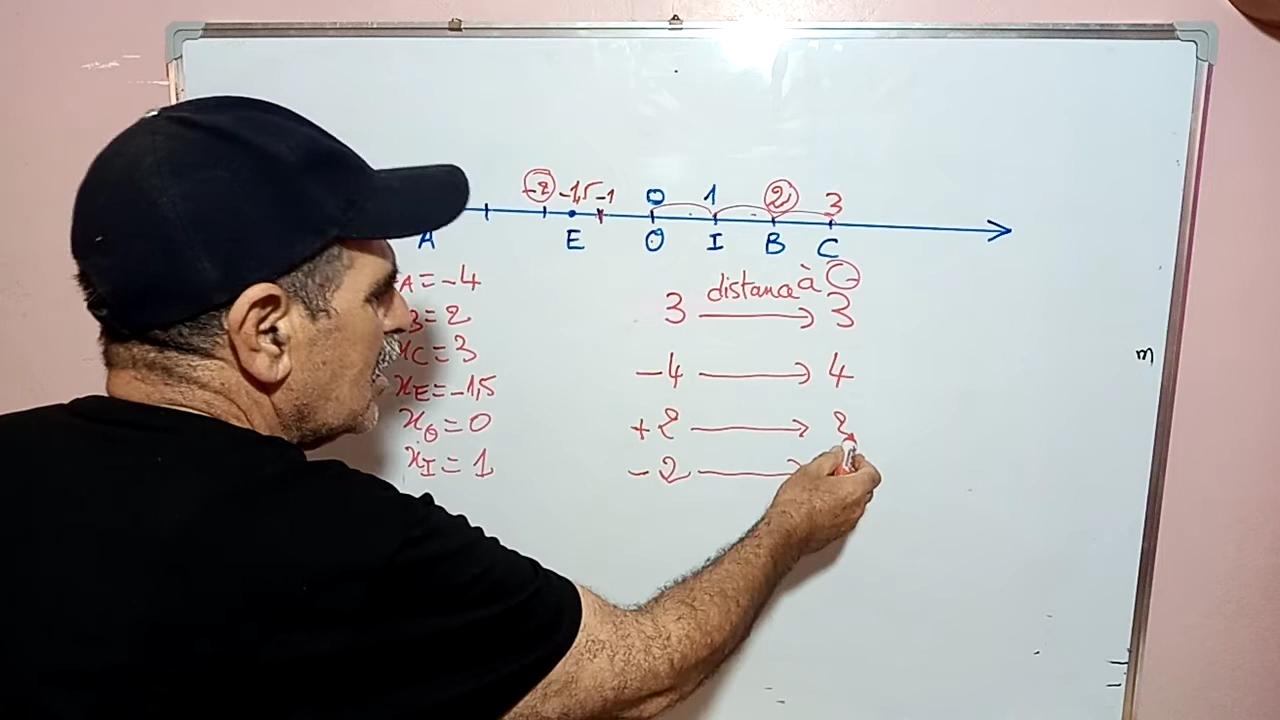 -2 -1,5 -1 0 1 2 3
A E O I B C
A = -4
B = 2
xC = 3
xE = -1,5
xO = 0
xI = 1
distance à O
3 → 3
-4 → 4
+2 → 2
-2 →
m